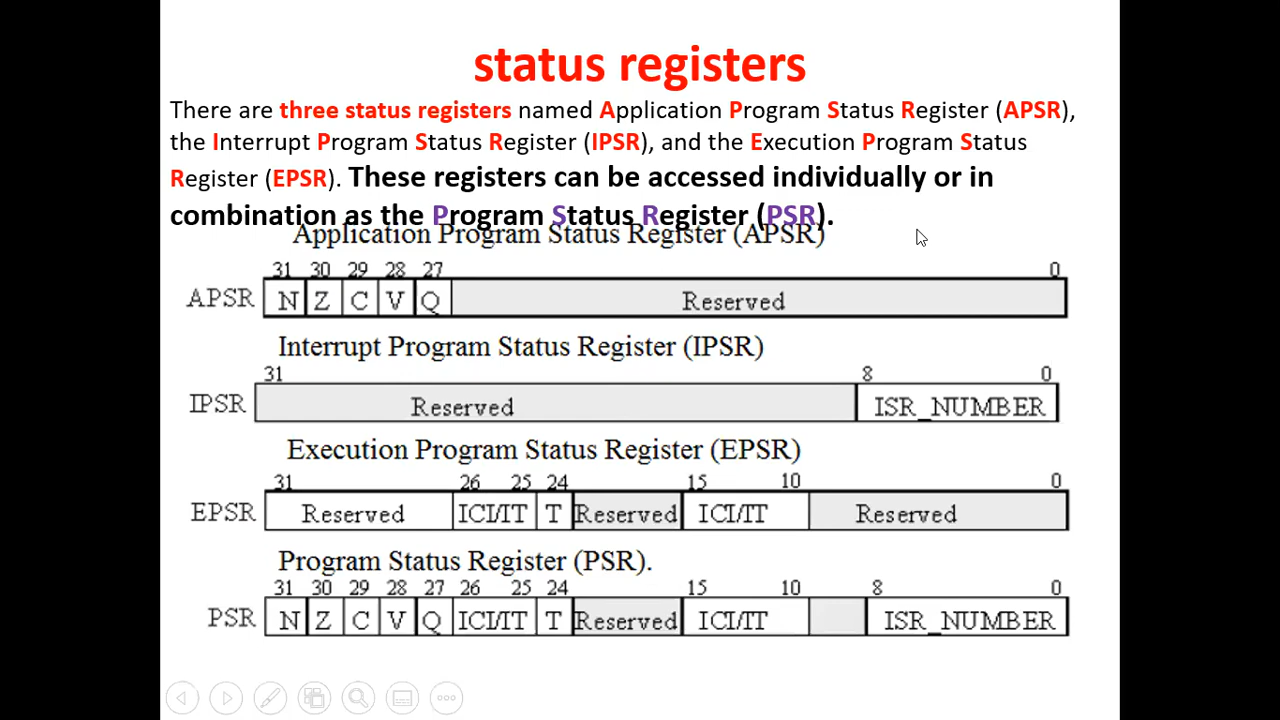 status registers
There are three status registers named Application Program Status Register (APSR),
the Interrupt Program Status Register (IPSR), and the Execution Program Status
Register (EPSR). These registers can be accessed individually or in
combination as the Program Status Register (PSR).
Application Program Status Register (APSR)
31 30 29 28 27 0
APSR N Z C V Q Reserved
Interrupt Program Status Register (IPSR)
31 8 0
IPSR Reserved ISR_NUMBER
Execution Program Status Register (EPSR)
31 26 25 24 15 10 0
EPSR Reserved ICI/IT T Reserved ICI/IT Reserved
Program Status Register (PSR).
31 30 29 28 27 26 25 24 15 10 8 0
PSR N Z C V Q ICI/IT T Reserved ICI/IT ISR_NUMBER